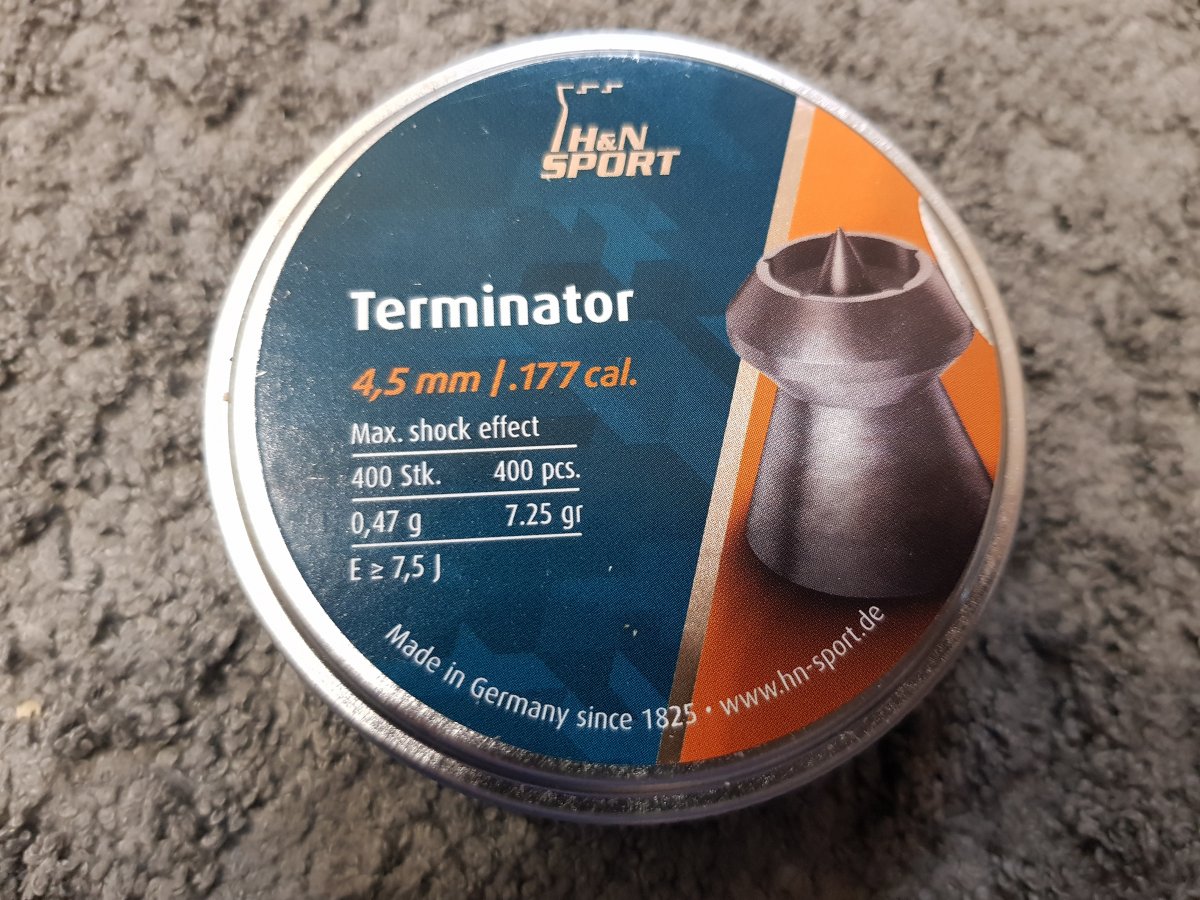 H&N
SPORT
Terminator
4,5 mm / .177 cal.
Max. shock effect
400 Stk. 400 pcs.
0,47 g 7.25 gr
E ≥ 7,5 J
Made in Germany since 1825 · www.hn-sport.de